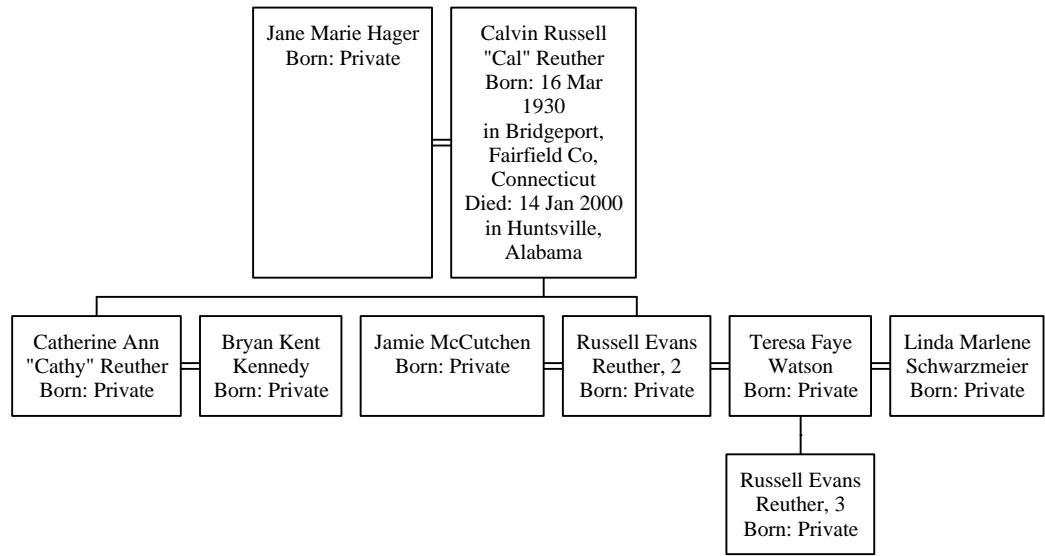 Jane Marie Hager
Born: Private
Calvin Russell
"Cal" Reuther
Born: 16 Mar
1930
in Bridgeport,
Fairfield Co,
Connecticut
Died: 14 Jan 2000
in Huntsville,
Alabama
Catherine Ann
"Cathy" Reuther
Born: Private
Bryan Kent
Kennedy
Born: Private
Jamie McCutchen
Born: Private
Russell Evans
Reuther, 2
Born: Private
Teresa Faye
Watson
Born: Private
Linda Marlene
Schwarzmeier
Born: Private
Russell Evans
Reuther, 3
Born: Private